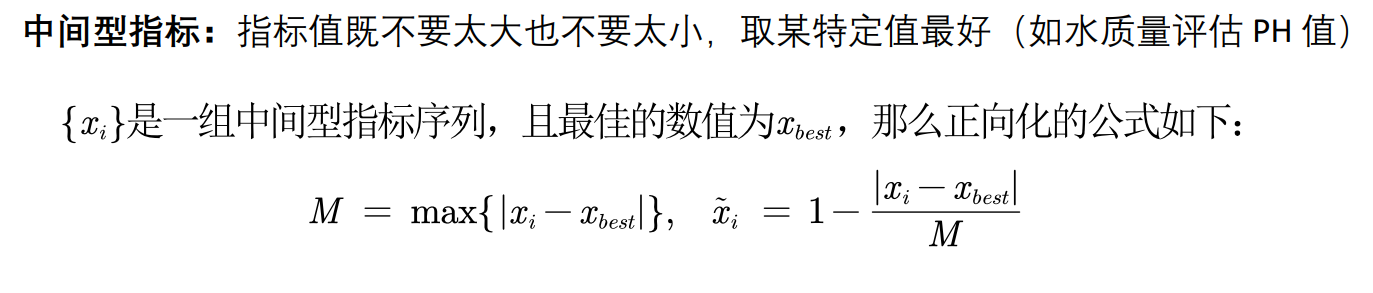 中间型指标：指标值既不要太大也不要太小，取某特定值最好（如水质量评估 PH 值）
{x_i}是一组中间型指标序列，且最佳的数值为x_{best}，那么正向化的公式如下：
M = max{|x_i − x_{best}|}, x̃_i = 1 − \frac{|x_i − x_{best}|}{M}